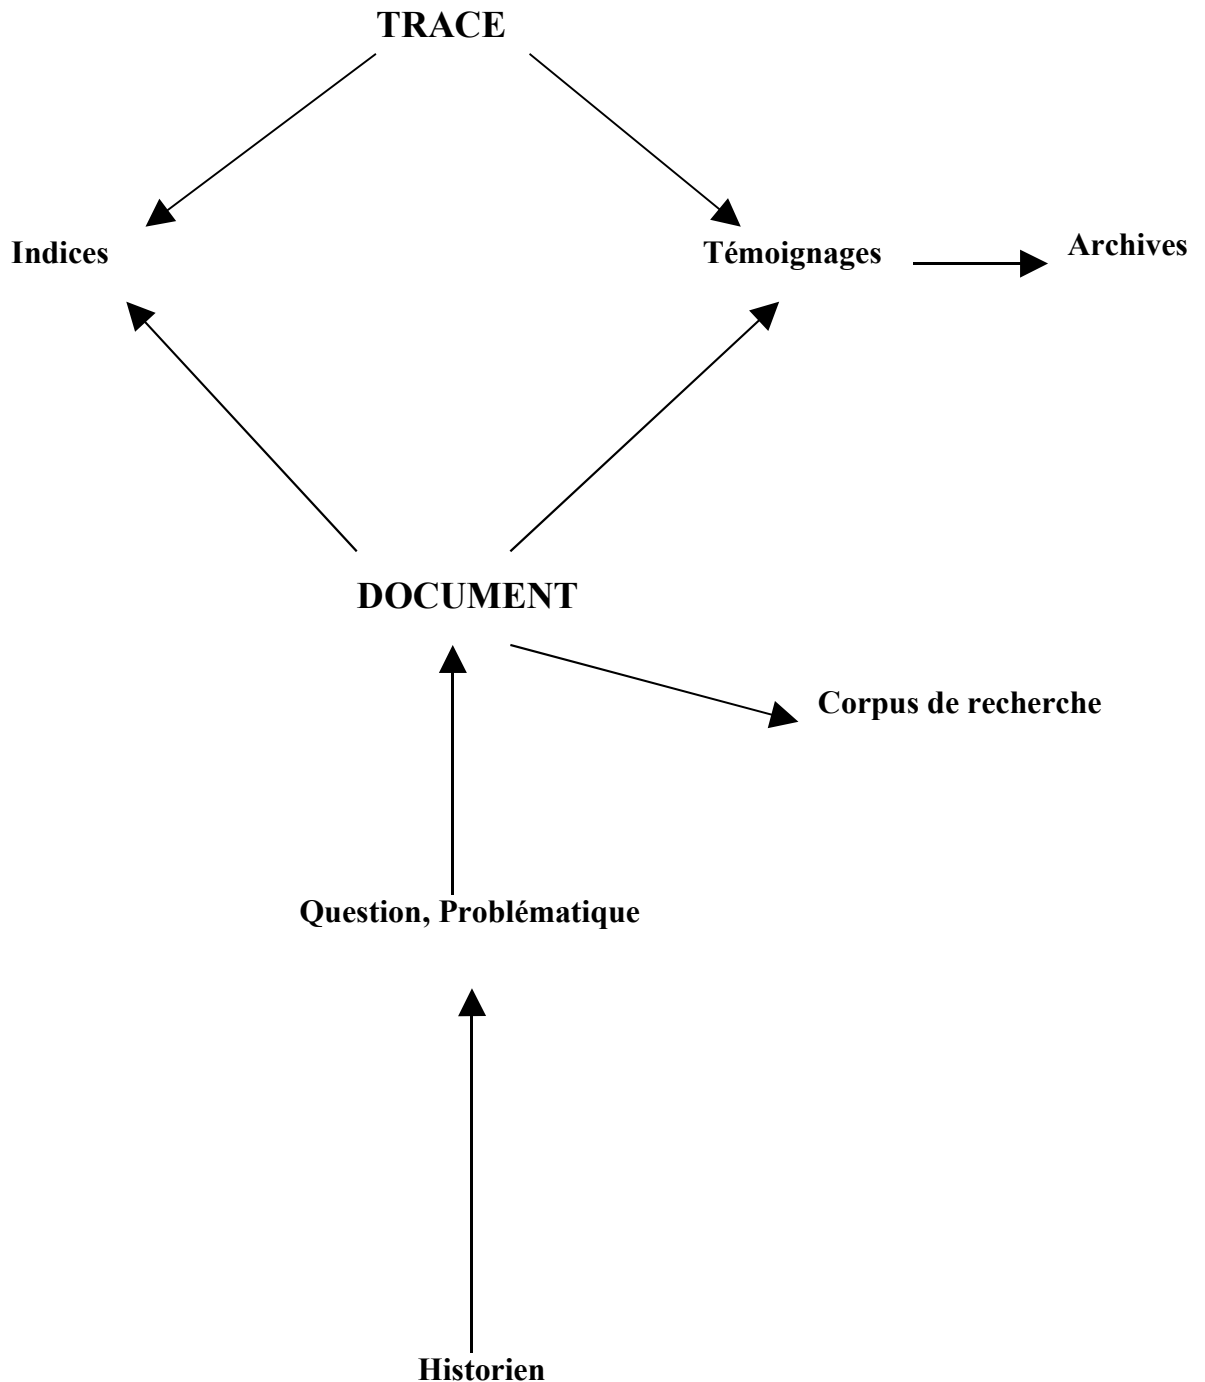 TRACE
Indices
Témoignages
Archives
DOCUMENT
Corpus de recherche
Question, Problématique
Historien